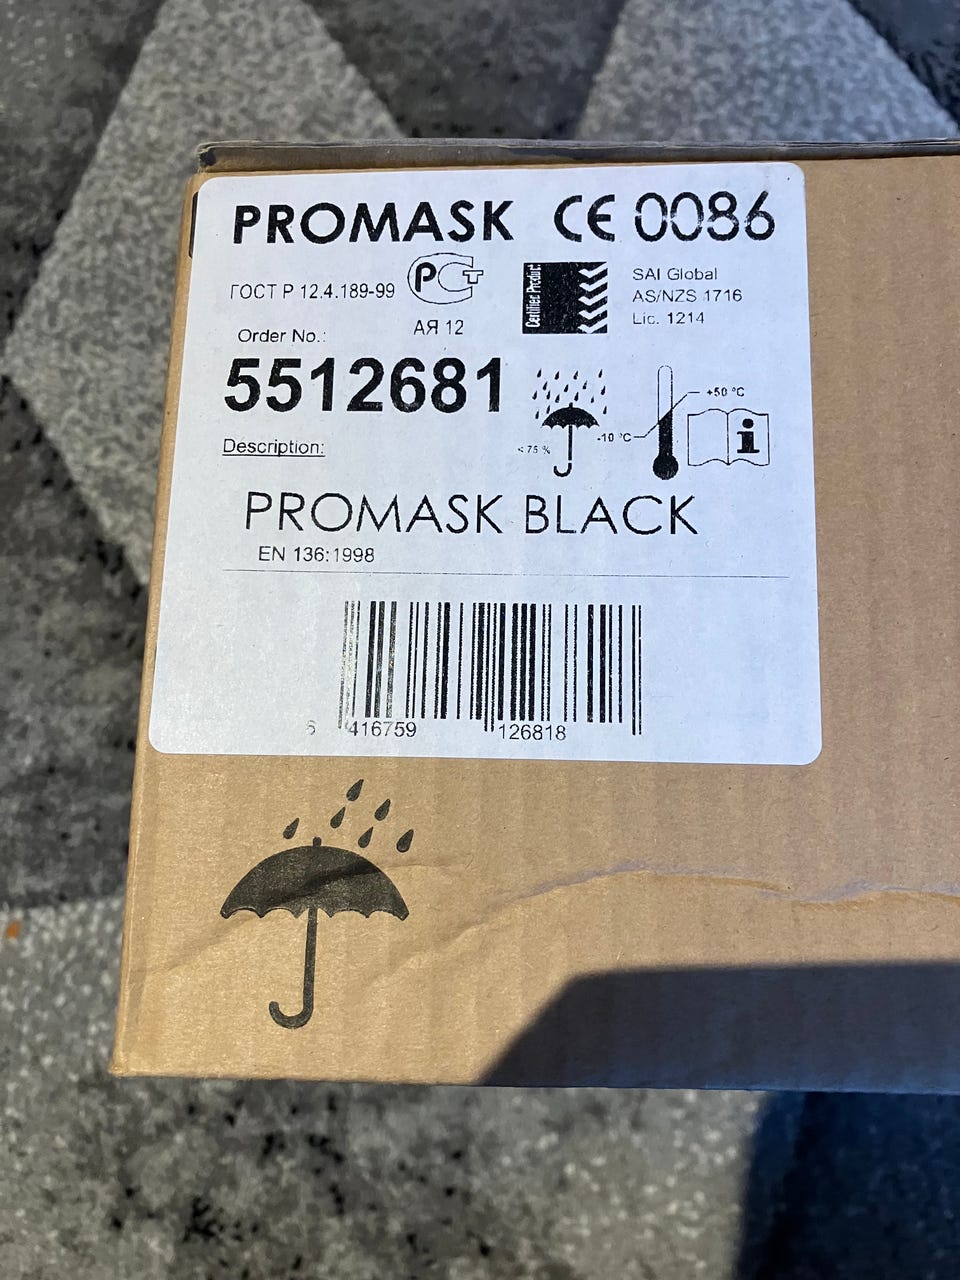 PROMASK CE 0086
ГОСТ Р 12.4.189-99
РСТ
АЯ 12
Certified Product
SAI Global
AS/NZS 1716
Lic. 1214
Order No.:
5512681
< 75 %
-10 °C
+50 °C
i
Description:
PROMASK BLACK
EN 136:1998
6 416759 126818